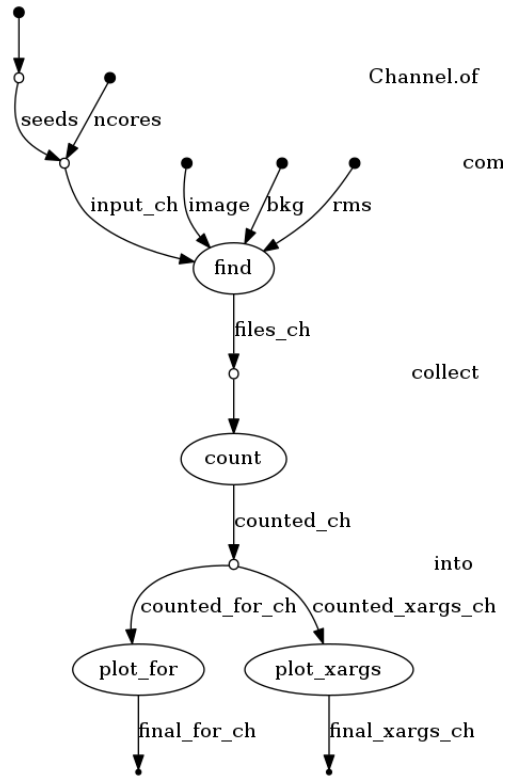 Channel.of
seeds
ncores
com
input_ch
image
bkg
rms
find
files_ch
collect
count
counted_ch
into
counted_for_ch
counted_xargs_ch
plot_for
plot_xargs
final_for_ch
final_xargs_ch